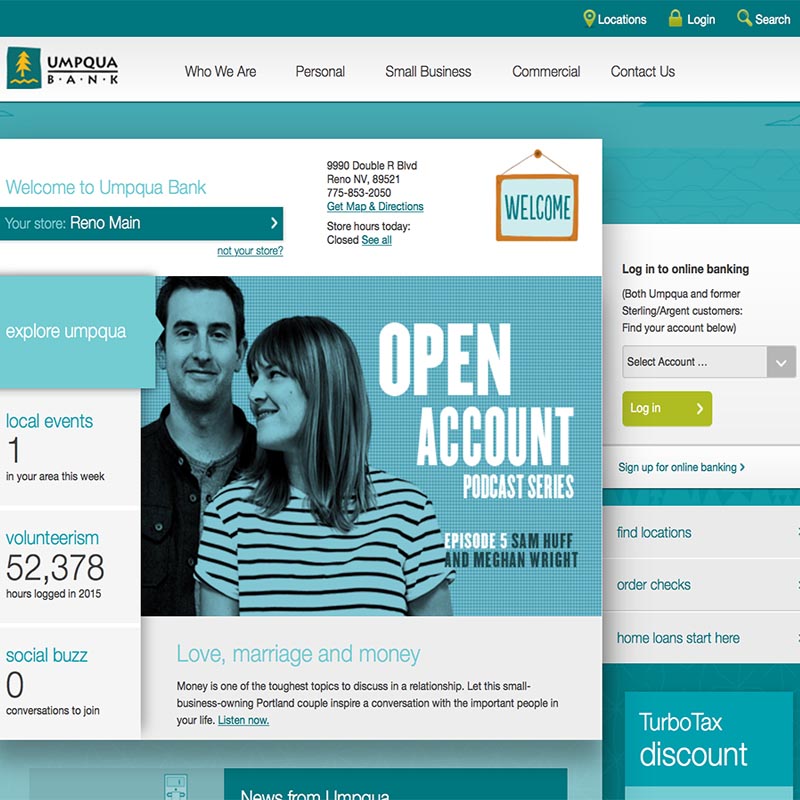 Locations
Login
Search
UMPQUA
B·A·N·K
Who We Are
Personal
Small Business
Commercial
Contact Us
Welcome to Umpqua Bank
Your store: Reno Main
not your store?
9990 Double R Blvd
Reno NV, 89521
775-853-2050
Get Map & Directions
Store hours today:
Closed See all
WELCOME
explore umpqua
local events
1
in your area this week
volunteerism
52,378
hours logged in 2015
social buzz
0
conversations to join
OPEN
ACCOUNT
PODCAST SERIES
EPISODE 5 SAM HUFF
AND MEGHAN WRIGHT
Love, marriage and money
Money is one of the toughest topics to discuss in a relationship. Let this small-
business-owning Portland couple inspire a conversation with the important people in
your life. Listen now.
Log in to online banking
(Both Umpqua and former
Sterling/Argent customers:
Find your account below)
Select Account ...
Log in
Sign up for online banking
find locations
order checks
home loans start here
TurboTax
discount
News from Umpqua